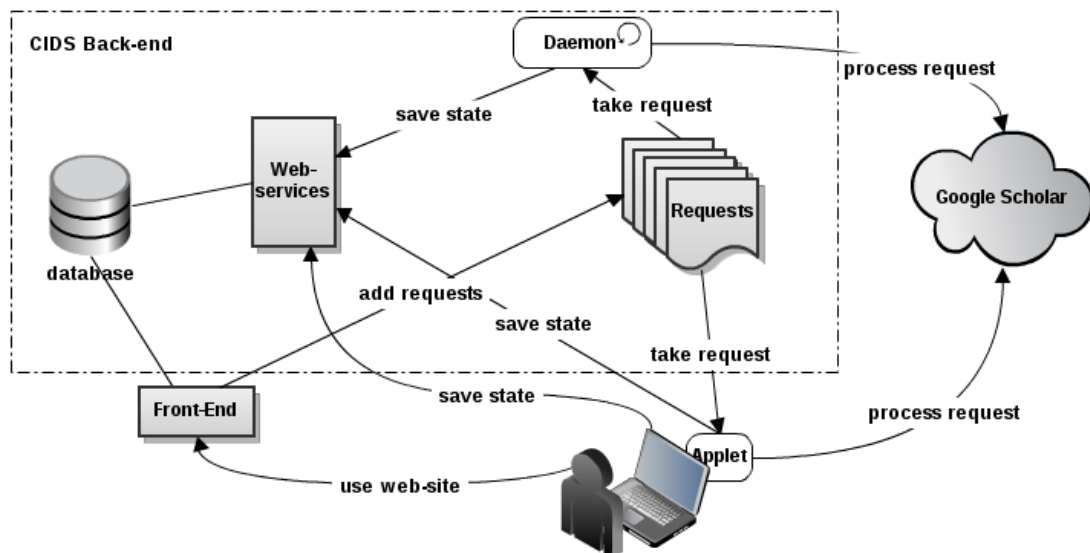 CIDS Back-end
Daemon
process request
save state
take request
Web-
services
Requests
Google Scholar
database
add requests
save state
take request
Front-End
save state
process request
Applet
use web-site